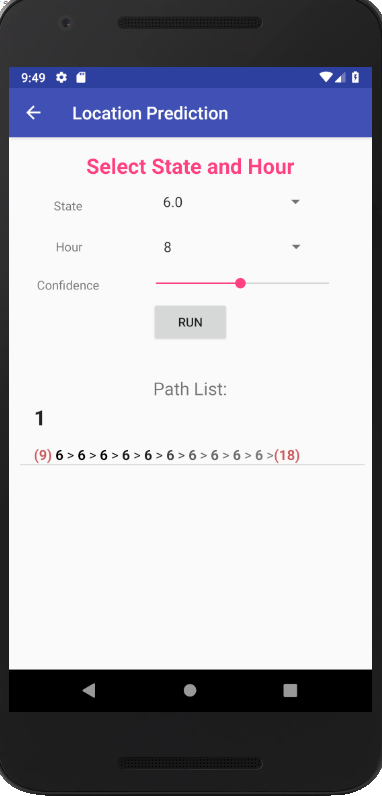 9:49
Location Prediction
Select State and Hour
State 6.0
Hour 8
Confidence
RUN
Path List:
1
(9) 6 > 6 > 6 > 6 > 6 > 6 > 6 > 6 > 6 > 6 >(18)